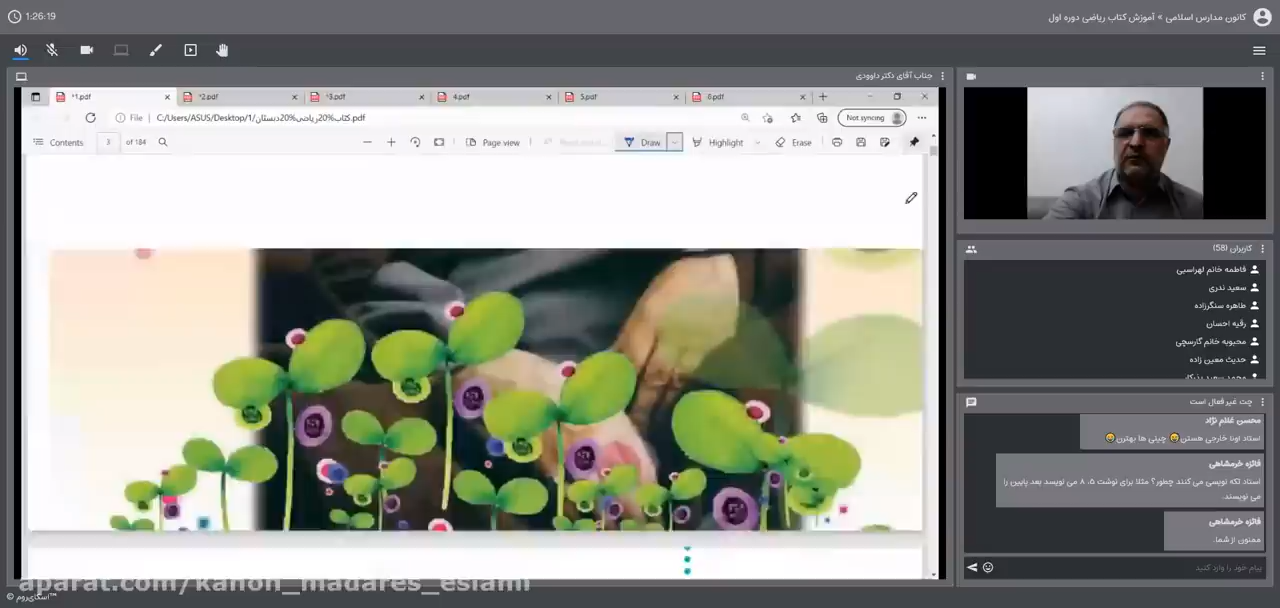 1:26:19
کانون مدارس اسلامی » آموزش کتاب ریاضی دوره اول
جناب آقای دکتر داوودی
*1.pdf
*2.pdf
*3.pdf
4.pdf
5.pdf
6.pdf
File
C:/Users/ASUS/Desktop/1/کتاب%20ریاضی%20دبستان.pdf
Not syncing
Contents
3
of 184
Page view
Draw
Highlight
Erase
کاربران (58)
فاطمه خانم لهراسبی
سعید ندری
طاهره سنگرزاده
رقیه احسان
محبوبه خانم گارسچی
حدیث معین زاده
چت غیر فعال است
محسن غلام نژاد
استاد اونا خارجی هستن😆 چینی ها بهترن😆
فائزه خرمشاهی
استاد لکه نویسی می کنند چطور؟ مثلا برای نوشت ۵، ۸ می نویسد بعد پایین را
می نویسند.
فائزه خرمشاهی
ممنون از شما.
پیام خود را وارد کنید
aparat.com/kanon_madares_eslami
© اسکای‌روم™